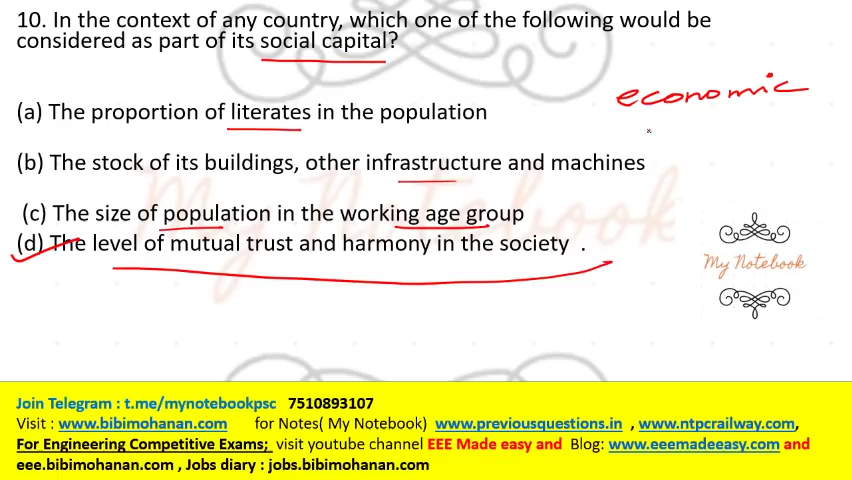 10. In the context of any country, which one of the following would be
considered as part of its social capital?
economic
(a) The proportion of literates in the population
(b) The stock of its buildings, other infrastructure and machines
(c) The size of population in the working age group
(d) The level of mutual trust and harmony in the society .
My Notebook
My Notebook
Join Telegram : t.me/mynotebookpsc 7510893107
Visit : www.bibimohanan.com for Notes( My Notebook) www.previousquestions.in , www.ntpcrailway.com,
For Engineering Competitive Exams; visit youtube channel EEE Made easy and Blog: www.eeemadeeasy.com and
eee.bibimohanan.com , Jobs diary : jobs.bibimohanan.com